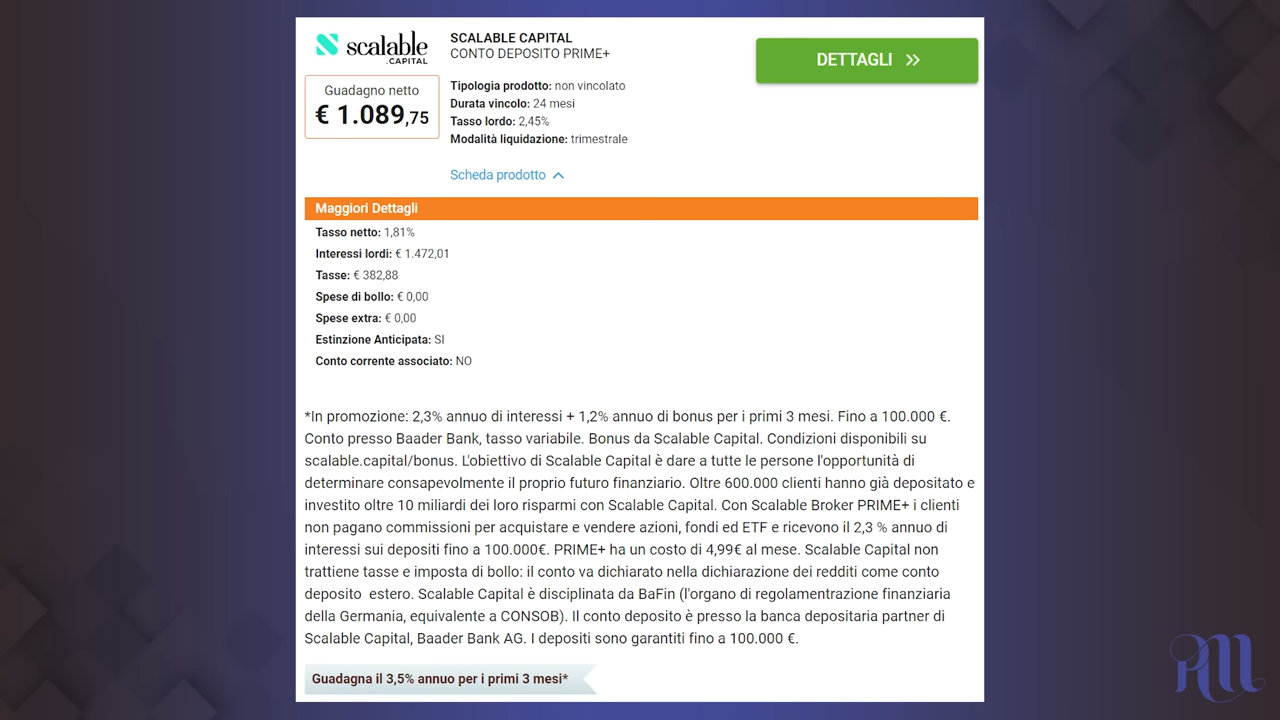 scalable
.CAPITAL
SCALABLE CAPITAL
CONTO DEPOSITO PRIME+
DETTAGLI
Guadagno netto
€ 1.089,75
Tipologia prodotto: non vincolato
Durata vincolo: 24 mesi
Tasso lordo: 2,45%
Modalità liquidazione: trimestrale
Scheda prodotto
Maggiori Dettagli
Tasso netto: 1,81%
Interessi lordi: € 1.472,01
Tasse: € 382,88
Spese di bollo: € 0,00
Spese extra: € 0,00
Estinzione Anticipata: SI
Conto corrente associato: NO
*In promozione: 2,3% annuo di interessi + 1,2% annuo di bonus per i primi 3 mesi. Fino a 100.000 €.
Conto presso Baader Bank, tasso variabile. Bonus da Scalable Capital. Condizioni disponibili su
scalable.capital/bonus. L'obiettivo di Scalable Capital è dare a tutte le persone l'opportunità di
determinare consapevolmente il proprio futuro finanziario. Oltre 600.000 clienti hanno già depositato e
investito oltre 10 miliardi dei loro risparmi con Scalable Capital. Con Scalable Broker PRIME+ i clienti
non pagano commissioni per acquistare e vendere azioni, fondi ed ETF e ricevono il 2,3 % annuo di
interessi sui depositi fino a 100.000€. PRIME+ ha un costo di 4,99€ al mese. Scalable Capital non
trattiene tasse e imposta di bollo: il conto va dichiarato nella dichiarazione dei redditi come conto
deposito  estero. Scalable Capital è disciplinata da BaFin (l'organo di regolamentrazione finanziaria
della Germania, equivalente a CONSOB). Il conto deposito è presso la banca depositaria partner di
Scalable Capital, Baader Bank AG. I depositi sono garantiti fino a 100.000 €.
Guadagna il 3,5% annuo per i primi 3 mesi*